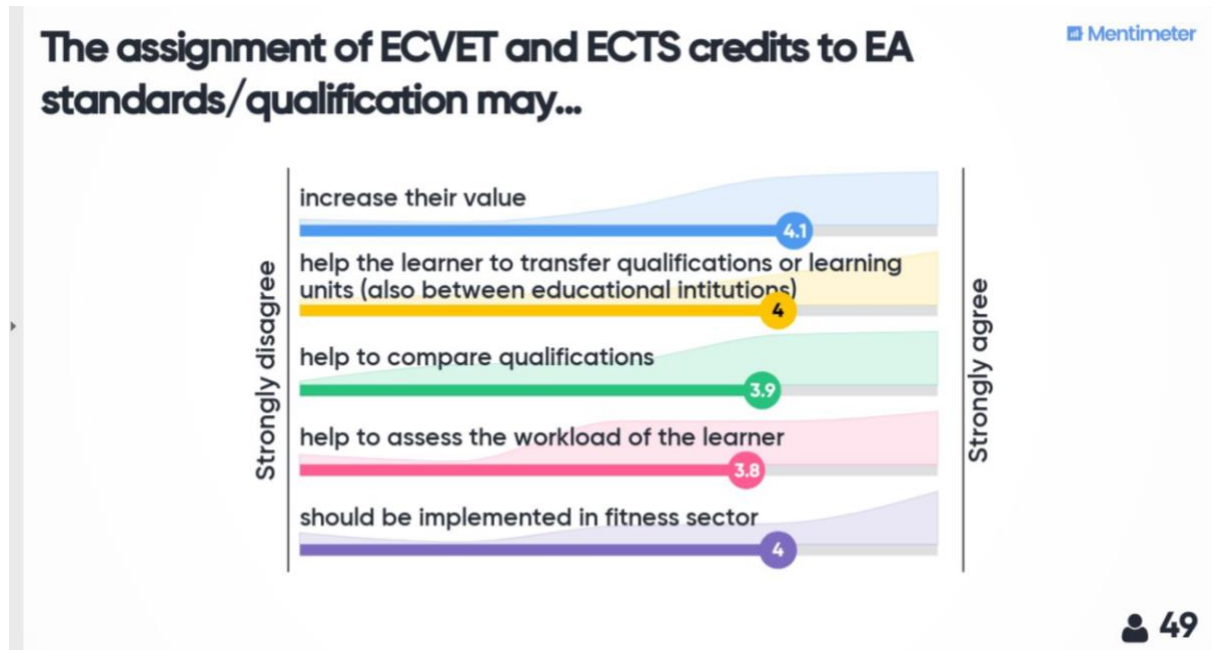 The assignment of ECVET and ECTS credits to EA
standards/qualification may...
Mentimeter
Strongly disagree
increase their value
4.1
help the learner to transfer qualifications or learning
units (also between educational intitutions)
4
help to compare qualifications
3.9
help to assess the workload of the learner
3.8
should be implemented in fitness sector
4
Strongly agree
49